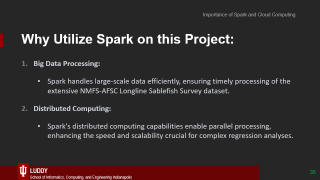 Importance of Spark and Cloud Computing
Why Utilize Spark on this Project:
1. Big Data Processing:
• Spark handles large-scale data efficiently, ensuring timely processing of the
extensive NMFS-AFSC Longline Sablefish Survey dataset.
2. Distributed Computing:
• Spark's distributed computing capabilities enable parallel processing,
enhancing the speed and scalability crucial for complex regression analyses.
LUDDY
School of Informatics, Computing, and Engineering Indianapolis